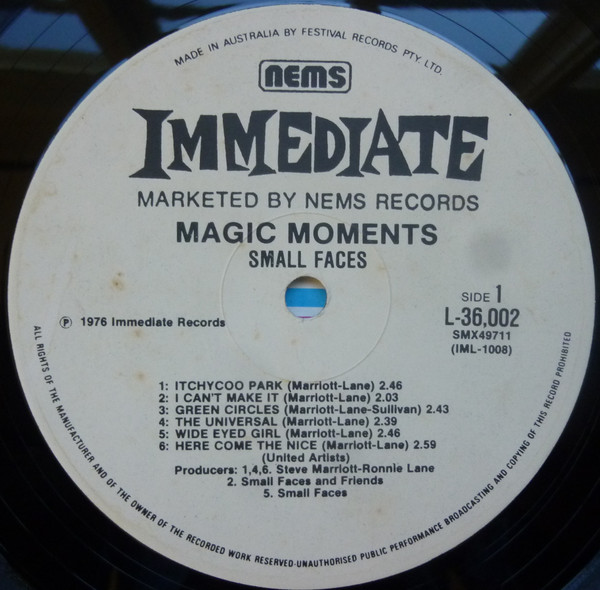 MADE IN AUSTRALIA BY FESTIVAL RECORDS PTY. LTD.
nems
IMMEDIATE
MARKETED BY NEMS RECORDS
MAGIC MOMENTS
SMALL FACES
SIDE 1
L-36,002
SMX49711
(IML-1008)
Ⓟ 1976 Immediate Records
1: ITCHYCOO PARK (Marriott-Lane) 2.46
2: I CAN'T MAKE IT (Marriott-Lane) 2.03
3: GREEN CIRCLES (Marriott-Lane-Sullivan) 2.43
4: THE UNIVERSAL (Marriott-Lane) 2.39
5: WIDE EYED GIRL (Marriott-Lane) 2.46
6: HERE COME THE NICE (Marriott-Lane) 2.59
(United Artists)
Producers: 1,4,6. Steve Marriott-Ronnie Lane
2. Small Faces and Friends
5. Small Faces
ALL RIGHTS OF THE MANUFACTURER AND OF THE OWNER OF THE RECORDED WORK RESERVED-UNAUTHORISED PUBLIC PERFORMANCE BROADCASTING AND COPYING OF THIS RECORD PROHIBITED